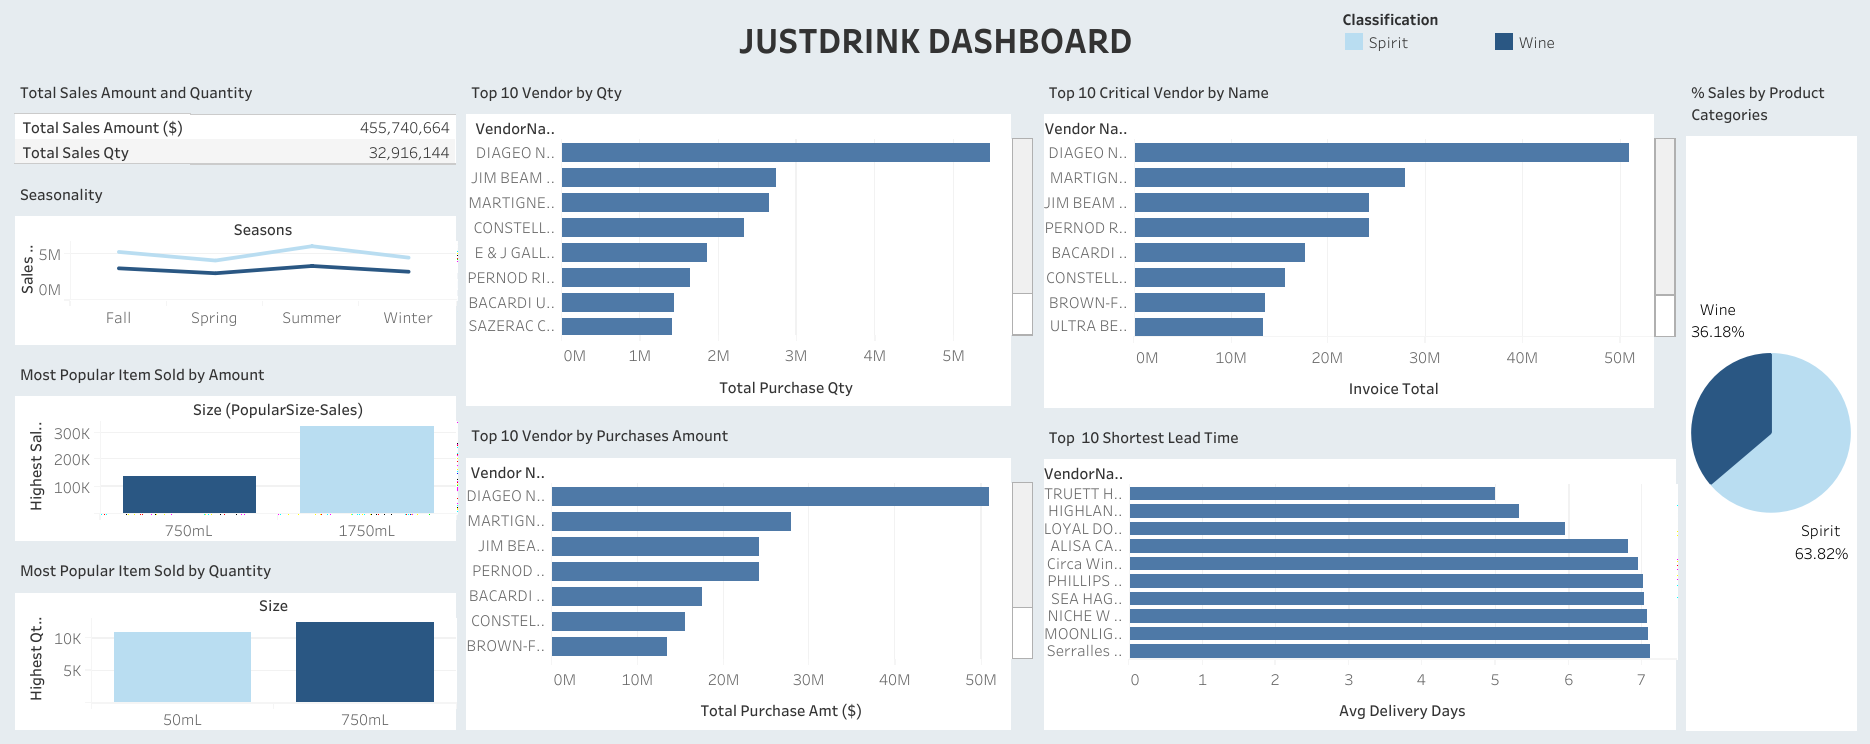 JUSTDRINK DASHBOARD
Classification
Spirit
Wine
Total Sales Amount and Quantity
Total Sales Amount ($) 455,740,664
Total Sales Qty 32,916,144
Seasonality
Seasons
Sales ..
5M
0M
Fall Spring Summer Winter
Most Popular Item Sold by Amount
Size (PopularSize-Sales)
Highest Sal..
300K
200K
100K
750mL 1750mL
Most Popular Item Sold by Quantity
Size
Highest Qt..
10K
5K
50mL 750mL
Top 10 Vendor by Qty
VendorNa..
DIAGEO N..
JIM BEAM ..
MARTIGNE..
CONSTELL..
E & J GALL..
PERNOD RI..
BACARDI U..
SAZERAC C..
0M 1M 2M 3M 4M 5M
Total Purchase Qty
Top 10 Vendor by Purchases Amount
Vendor N..
DIAGEO N..
MARTIGN..
JIM BEA..
PERNOD ..
BACARDI ..
CONSTEL..
BROWN-F..
0M 10M 20M 30M 40M 50M
Total Purchase Amt ($)
Top 10 Critical Vendor by Name
Vendor Na..
DIAGEO N..
MARTIGN..
JIM BEAM ..
PERNOD R..
BACARDI ..
CONSTELL..
BROWN-F..
ULTRA BE..
0M 10M 20M 30M 40M 50M
Invoice Total
Top 10 Shortest Lead Time
VendorNa..
TRUETT H..
HIGHLAN..
LOYAL DO..
ALISA CA..
Circa Win..
PHILLIPS ..
SEA HAG..
NICHE W ..
MOONLIG..
Serralles ..
0 1 2 3 4 5 6 7
Avg Delivery Days
% Sales by Product
Categories
Wine
36.18%
Spirit
63.82%